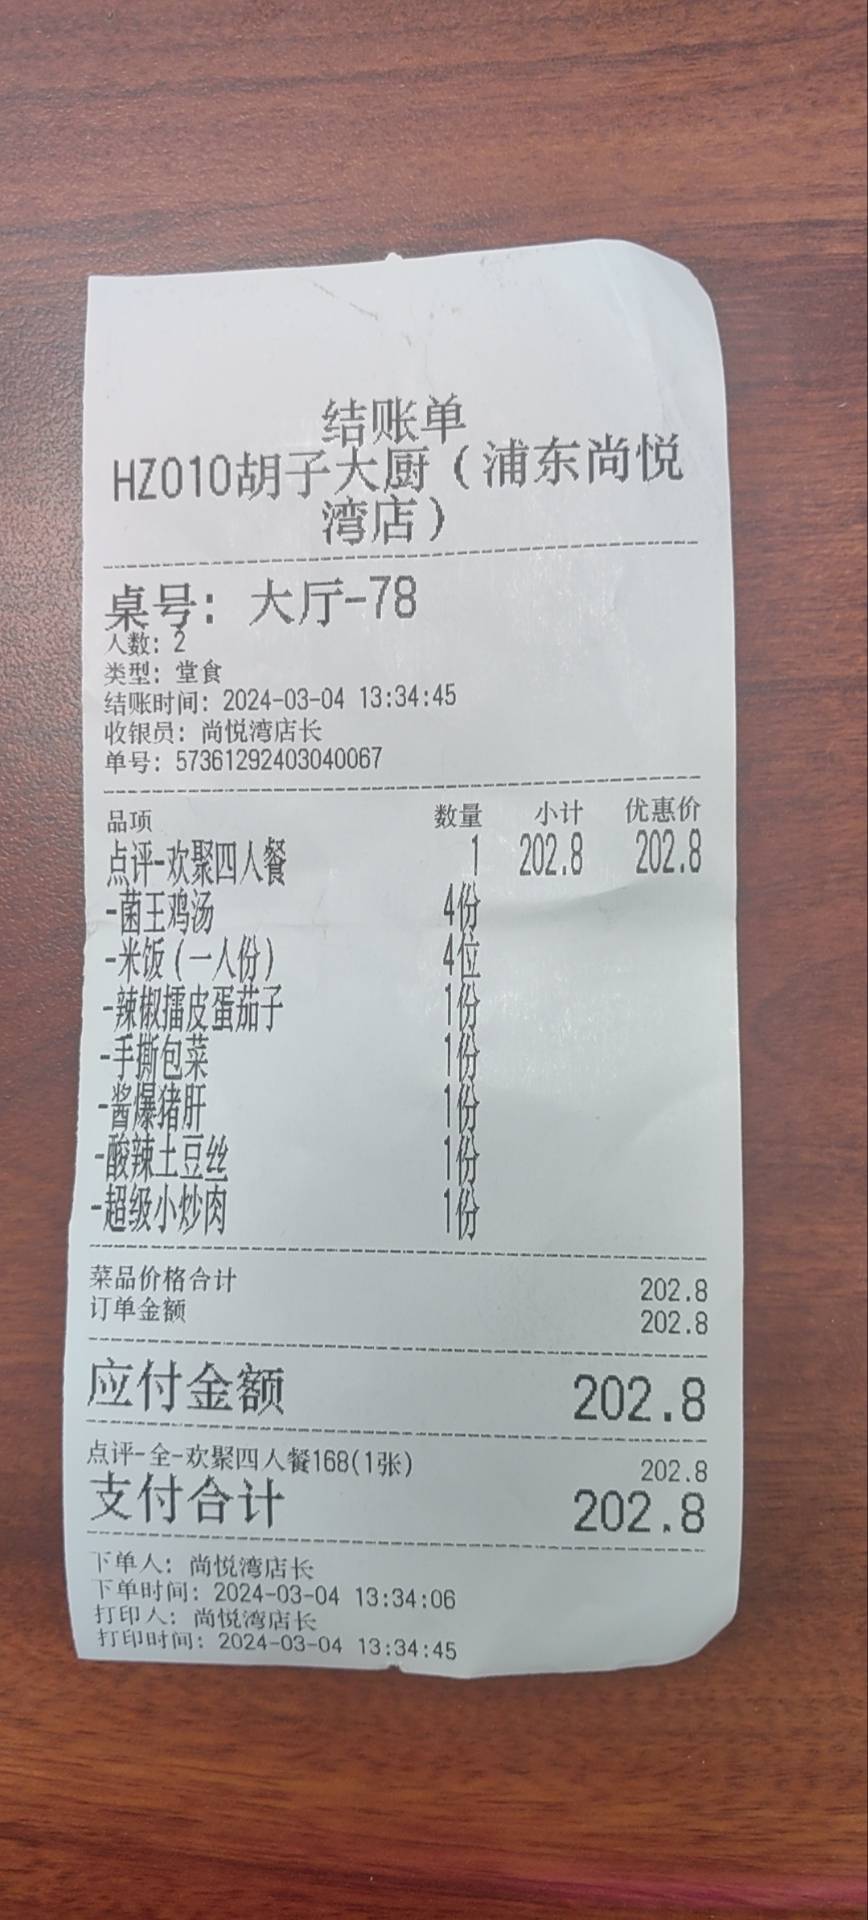 结账单
HZ010胡子大厨（浦东尚悦
湾店）
桌号：大厅-78
人数：2
类型：堂食
结账时间：2024-03-04 13:34:45
收银员：尚悦湾店长
单号：57361292403040067
品项 数量 小计 优惠价
点评-欢聚四人餐 1 202.8 202.8
-菌王鸡汤 4份
-米饭（一人份） 4位
-辣椒擂皮蛋茄子 1份
-手撕包菜 1份
-酱爆猪肝 1份
-酸辣土豆丝 1份
-超级小炒肉 1份
菜品价格合计 202.8
订单金额 202.8
应付金额 202.8
点评-全-欢聚四人餐168(1张) 202.8
支付合计 202.8
下单人：尚悦湾店长
下单时间：2024-03-04 13:34:06
打印人：尚悦湾店长
打印时间：2024-03-04 13:34:45